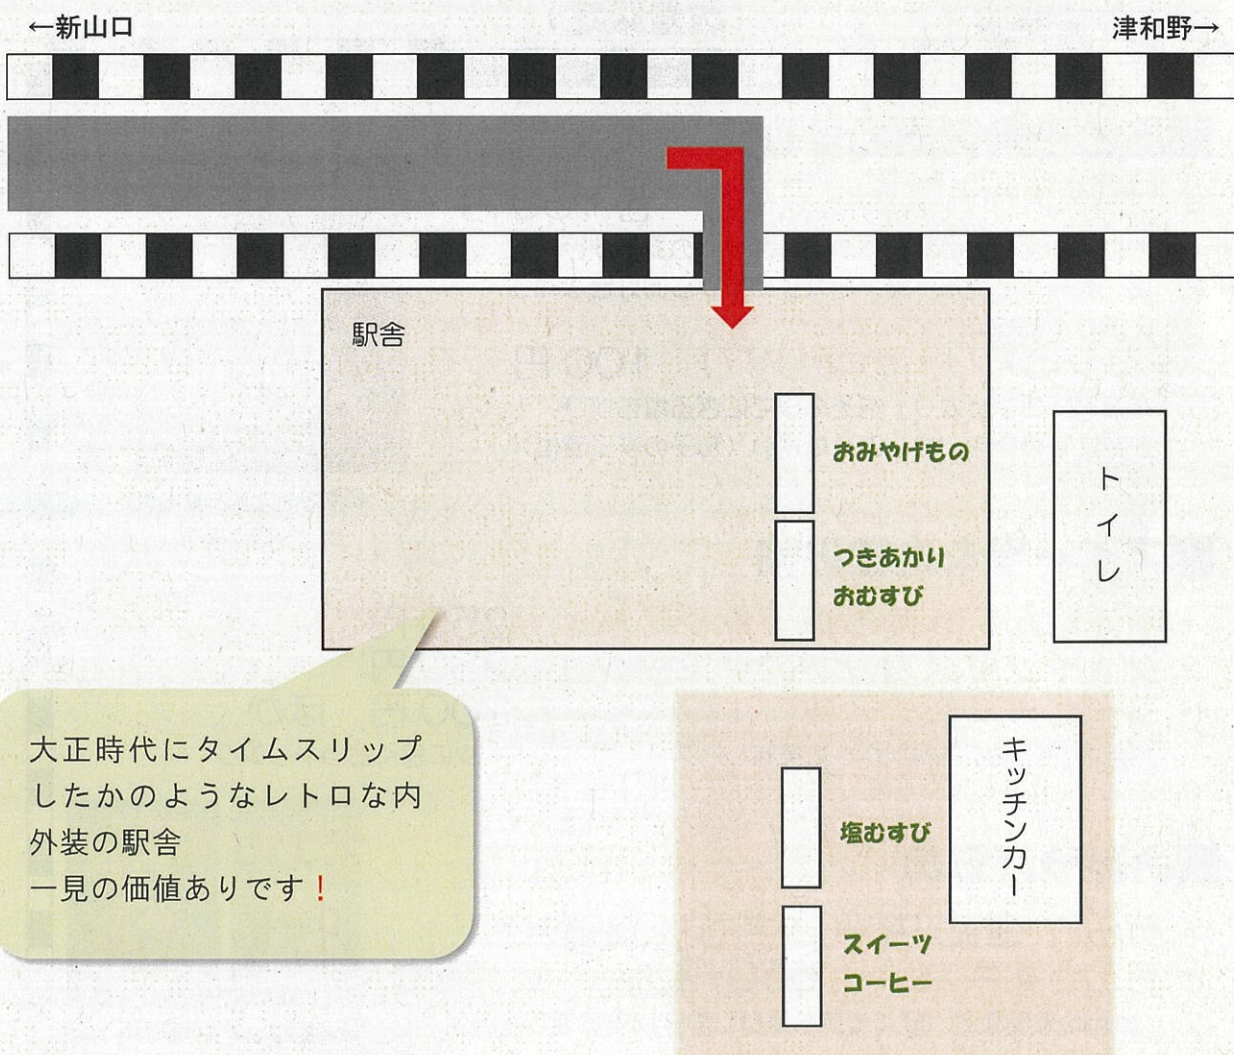 ←新山口
津和野→
駅舎
おみやげもの
つきあかり
おむすび
トイレ
大正時代にタイムスリップ
したかのようなレトロな内
外装の駅舎
一見の価値ありです！
キッチンカー
塩むすび
スイーツ
コーヒー